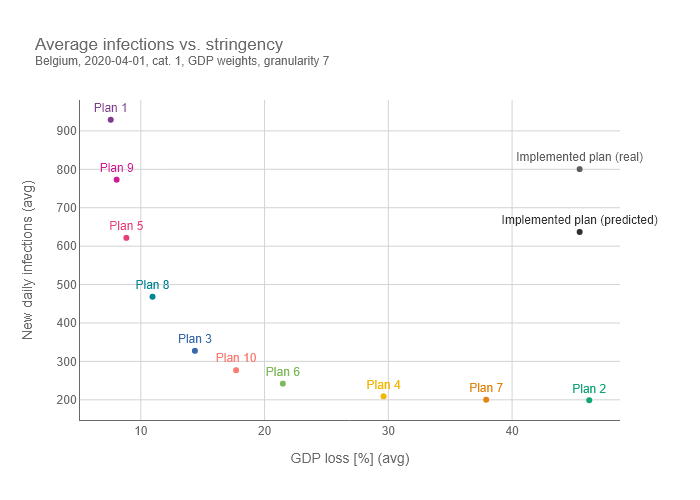 Average infections vs. stringency
Belgium, 2020-04-01, cat. 1, GDP weights, granularity 7
Plan 1
900
Implemented plan (real)
Plan 9
800
700
Implemented plan (predicted)
Plan 5
600
New daily infections (avg)
500
Plan 8
400
Plan 3
Plan 10
300
Plan 6
Plan 4
Plan 7
Plan 2
200
10
20
30
40
GDP loss [%] (avg)